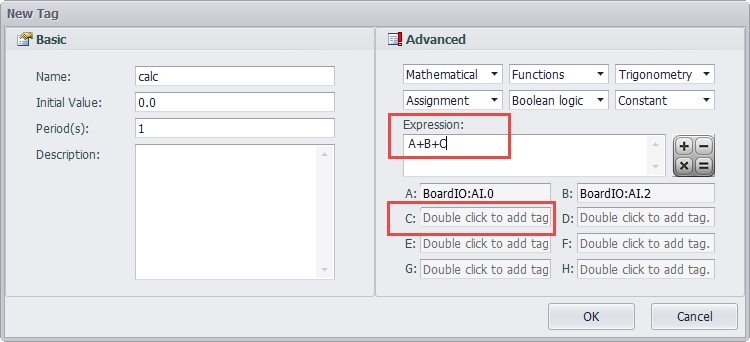 New Tag
Basic
Name: calc
Initial Value: 0.0
Period(s): 1
Description:
Advanced
Mathematical Functions Trigonometry
Assignment Boolean logic Constant
Expression:
A+B+C
A: BoardIO:AI.0 B: BoardIO:AI.2
C: Double click to add tag D: Double click to add tag.
E: Double click to add tag F: Double click to add tag.
G: Double click to add tag H: Double click to add tag.
OK Cancel